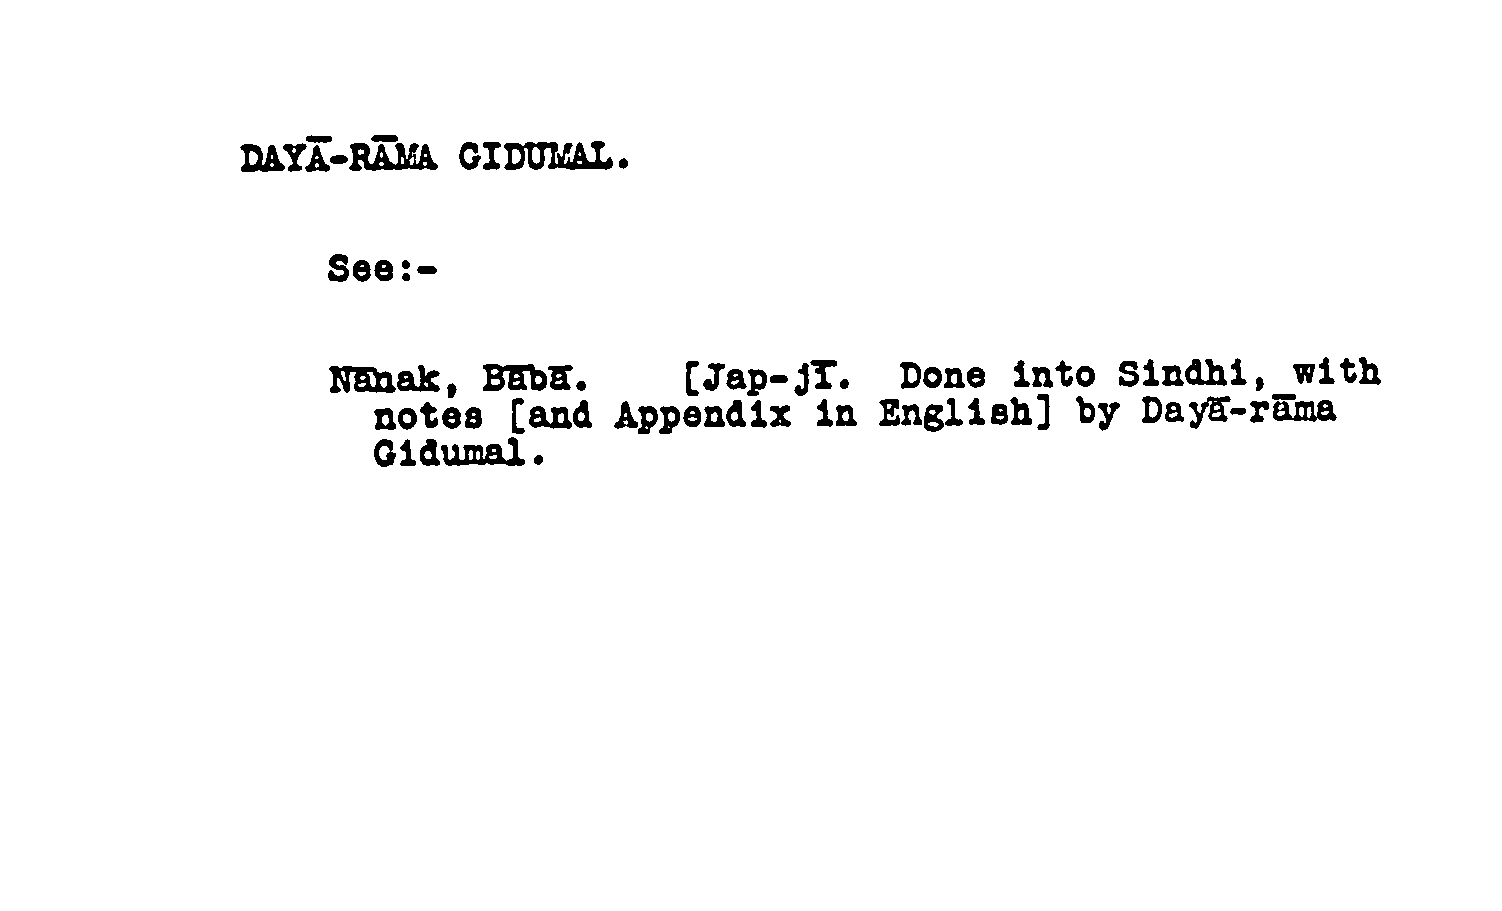 DAYĀ-RĀMA GIDUMAL.
See:-
Nānak, Bābā. [Jap-jī. Done into Sindhi, with
notes [and Appendix in English] by Dayā-rāma
Gidumal.